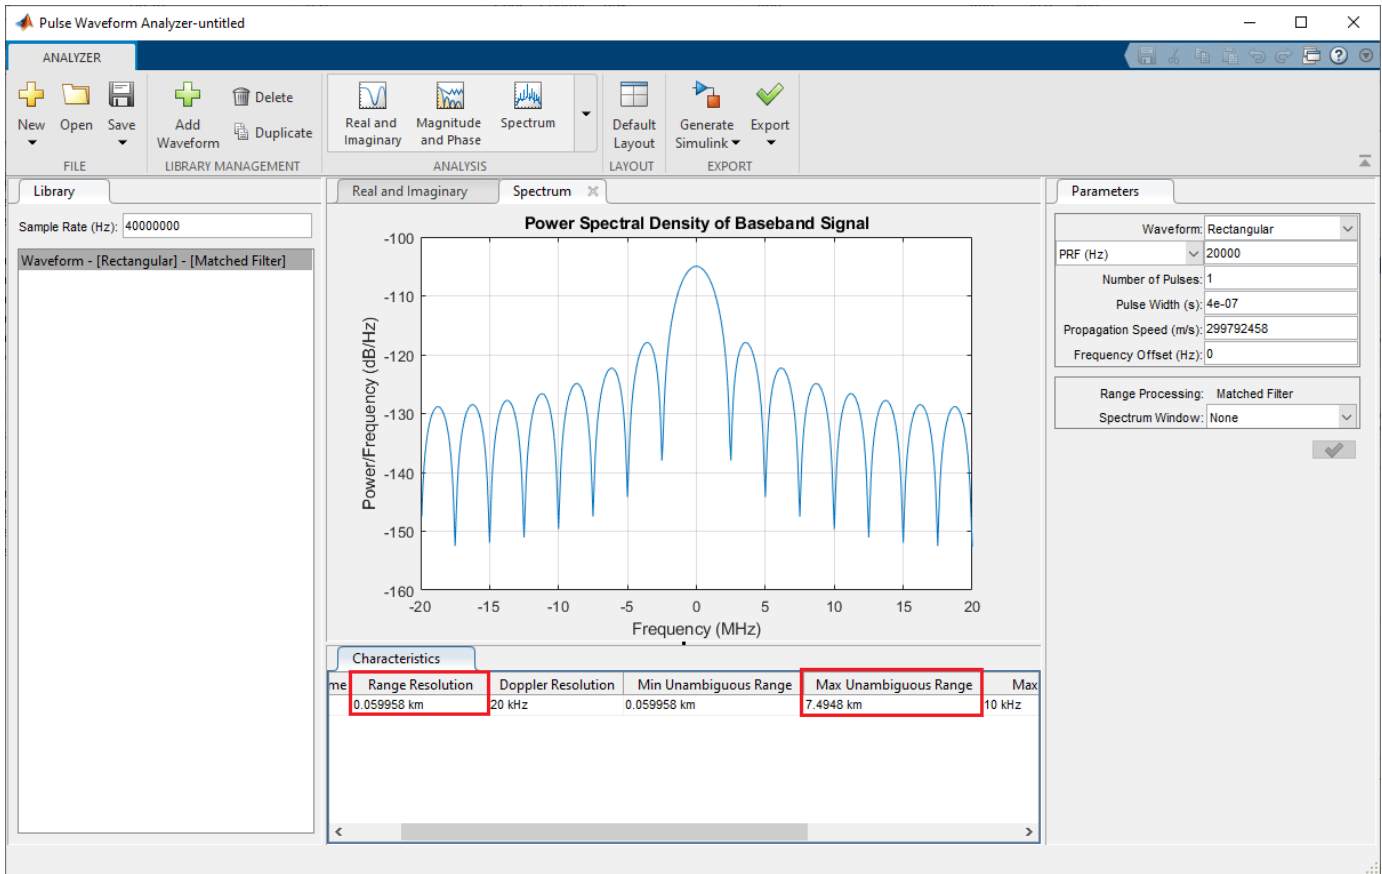 Pulse Waveform Analyzer-untitled
ANALYZER
New
Open
Save
FILE
Add
Waveform
Delete
Duplicate
LIBRARY MANAGEMENT
Real and
Imaginary
Magnitude
and Phase
Spectrum
ANALYSIS
Default
Layout
LAYOUT
Generate
Simulink
Export
EXPORT
Library
Sample Rate (Hz): 40000000
Waveform - [Rectangular] - [Matched Filter]
Real and Imaginary
Spectrum
Power Spectral Density of Baseband Signal
Power/Frequency (dB/Hz)
-100
-110
-120
-130
-140
-150
-160
-20 -15 -10 -5 0 5 10 15 20
Frequency (MHz)
Characteristics
me Range Resolution Doppler Resolution Min Unambiguous Range Max Unambiguous Range Max
0.059958 km 20 kHz 0.059958 km 7.4948 km 10 kHz
Parameters
Waveform: Rectangular
PRF (Hz) 20000
Number of Pulses: 1
Pulse Width (s): 4e-07
Propagation Speed (m/s): 299792458
Frequency Offset (Hz): 0
Range Processing: Matched Filter
Spectrum Window: None